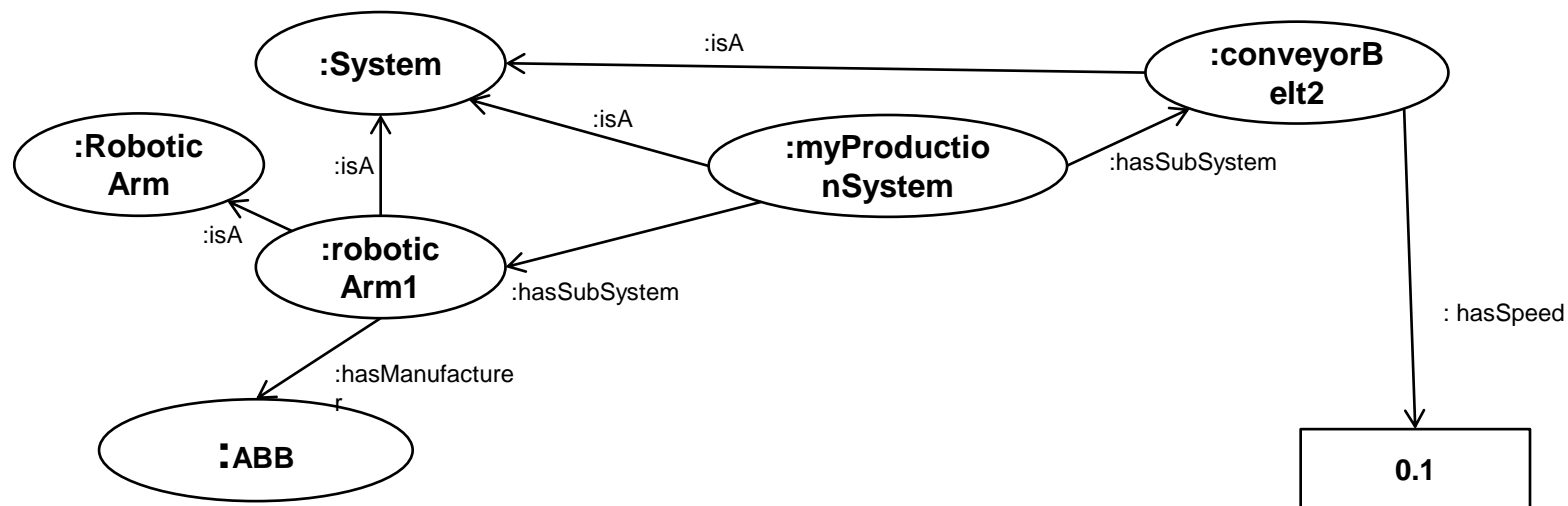 :isA
:System
:conveyorB
elt2
:isA
:Robotic
Arm
:isA
:myProductio
nSystem
:hasSubSystem
:isA
:robotic
Arm1
:hasSubSystem
: hasSpeed
:hasManufacture
r
:ABB
0.1